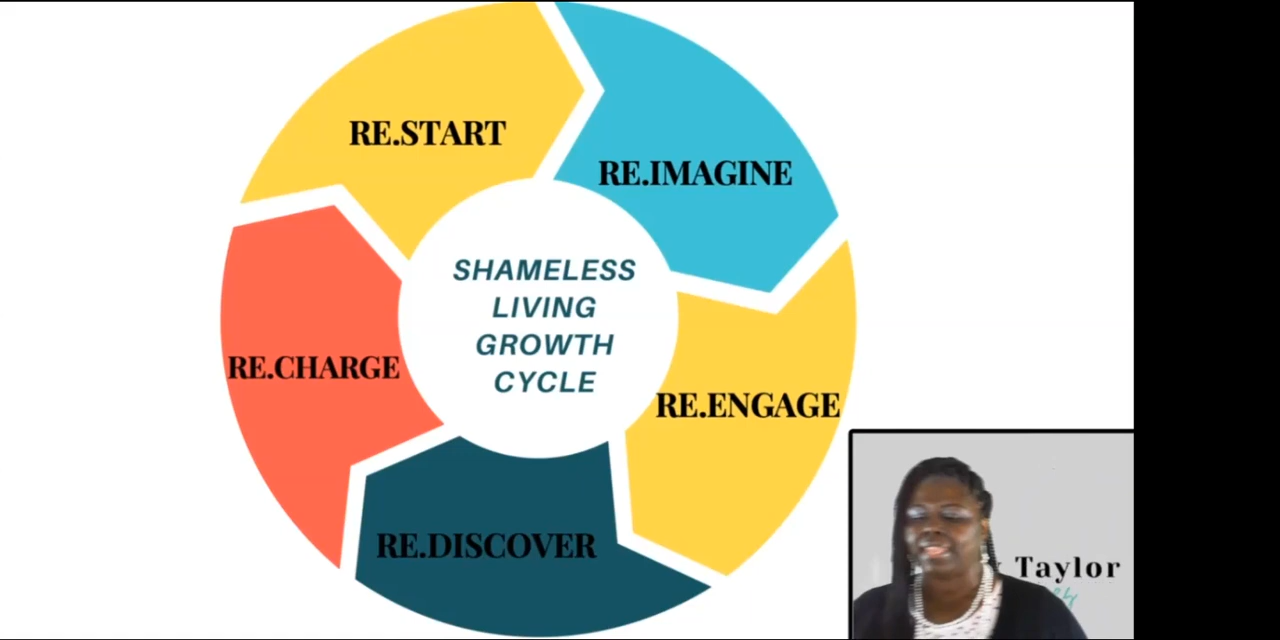 RE.START
RE.IMAGINE
SHAMELESS
LIVING
GROWTH
CYCLE
RE.CHARGE
RE.ENGAGE
RE.DISCOVER
Taylor